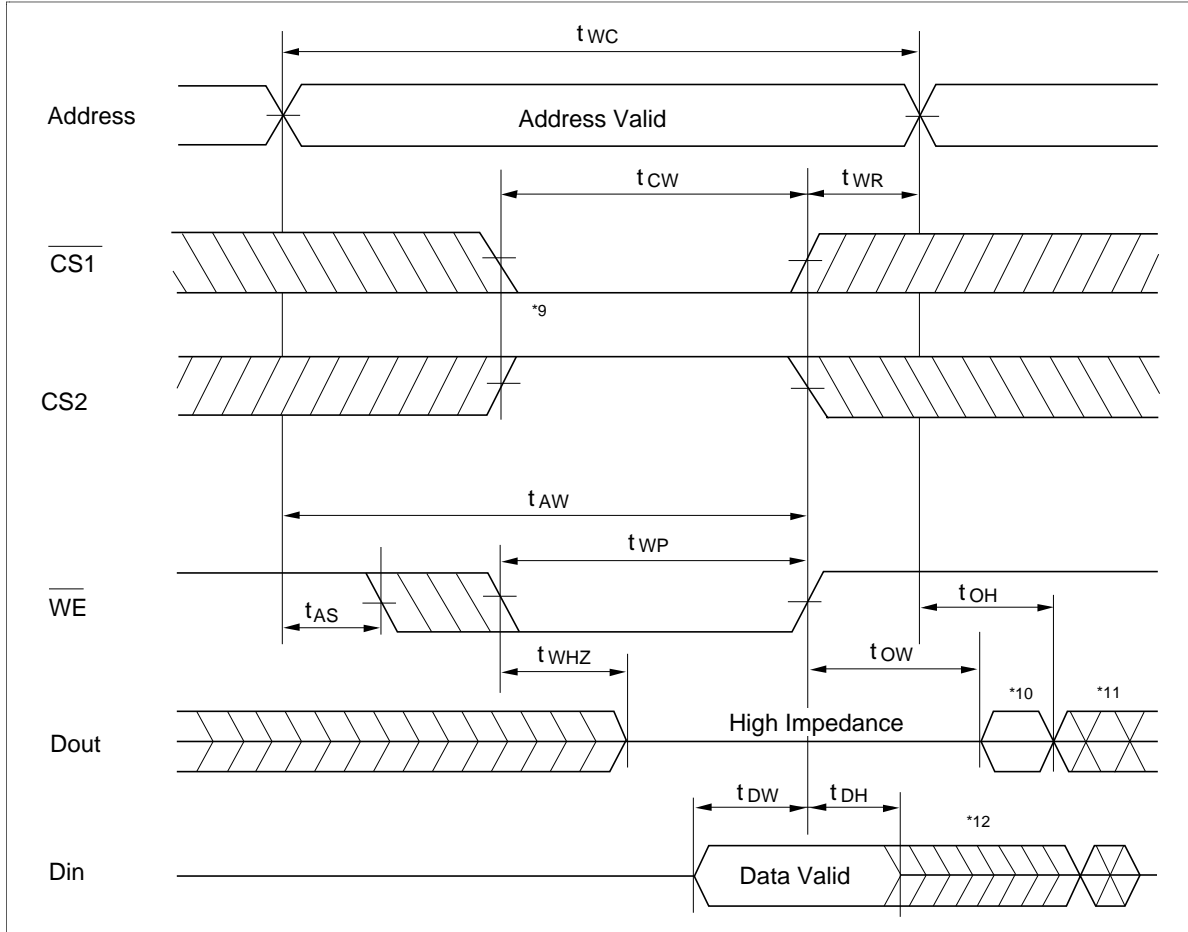 t WC
Address
Address Valid
t CW
t WR
CS1
*9
CS2
t AW
t WP
WE
t AS
t OH
t WHZ
t OW
*10
*11
High Impedance
Dout
t DW
t DH
*12
Din
Data Valid